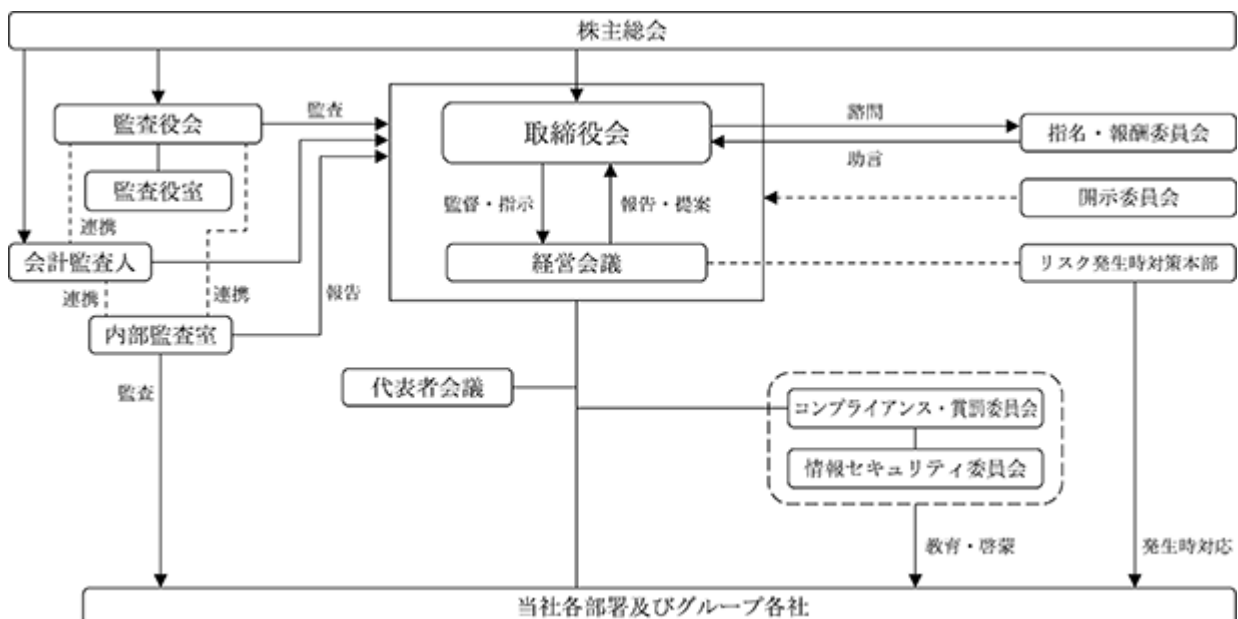 株主総会
監査役会
監査
取締役会
諮問
指名・報酬委員会
助言
監査役室
監督・指示
報告・提案
開示委員会
連携
会計監査人
経営会議
リスク発生時対策本部
連携
連携
報告
内部監査室
監査
代表者会議
コンプライアンス・賞罰委員会
情報セキュリティ委員会
教育・啓蒙
発生時対応
当社各部署及びグループ各社